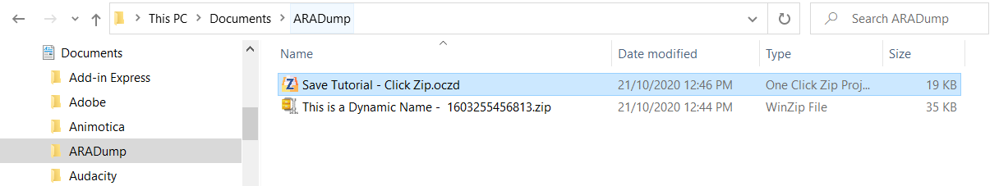 This PC > Documents > ARADump
Search ARADump
Documents
Add-in Express
Adobe
Animotica
ARADump
Audacity
Name Date modified Type Size
Save Tutorial - Click Zip.oczd 21/10/2020 12:46 PM One Click Zip Proj... 19 KB
This is a Dynamic Name -  1603255456813.zip 21/10/2020 12:44 PM WinZip File 35 KB